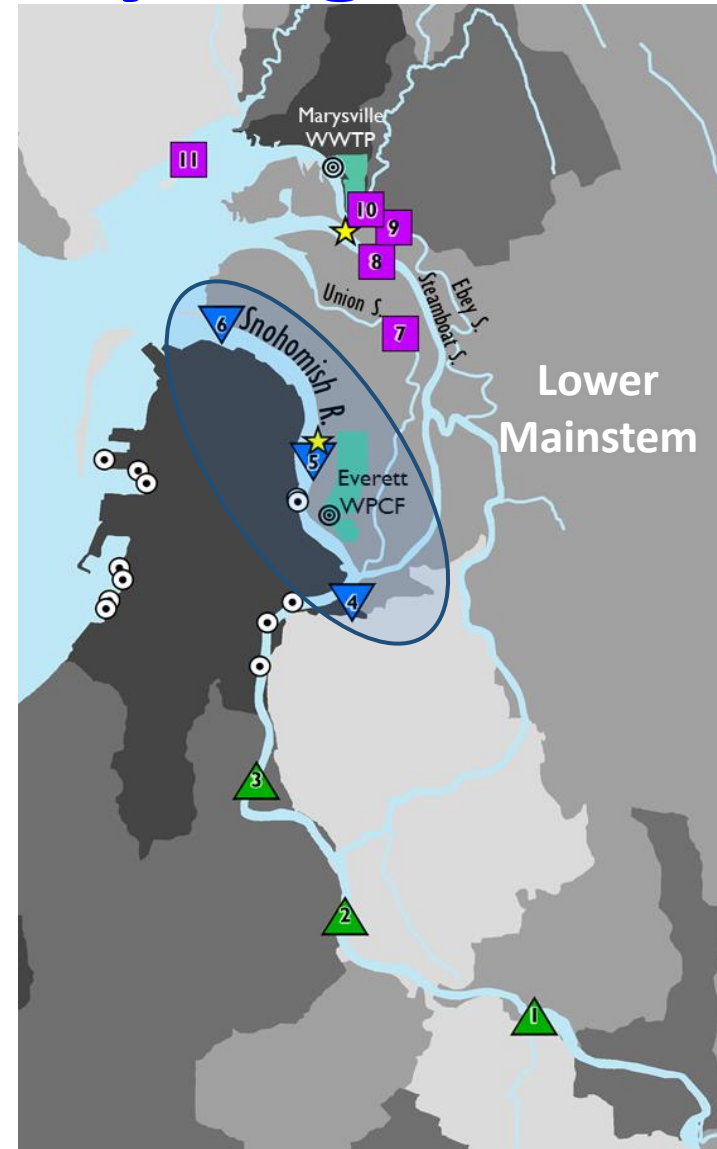 Marysville
WWTP
11
10
9
8
Ebey S.
Steamboat S.
Union S.
7
6
Snohomish R.
Lower
Mainstem
5
Everett
WPCF
4
3
2
1